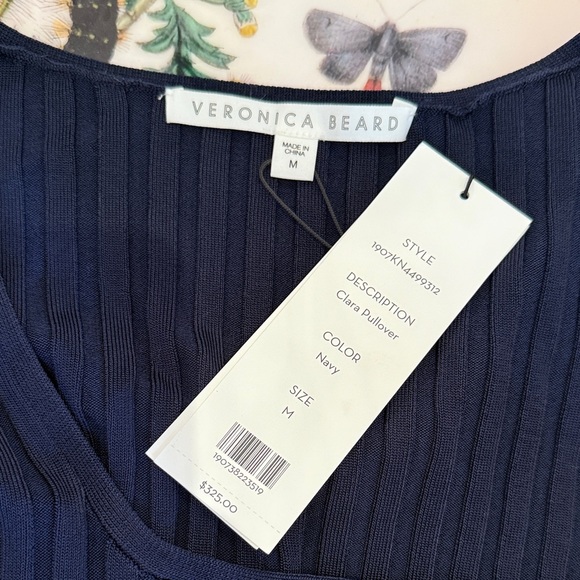 VERONICA BEARD
MADE IN
CHINA
M
STYLE
1907KN4499312
DESCRIPTION
Clara Pullover
COLOR
Navy
SIZE
M
190738223519
$325.00